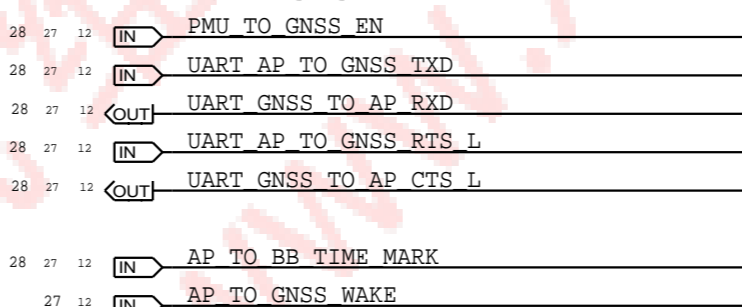 28 27 12 IN PMU_TO_GNSS_EN
28 27 12 IN UART_AP_TO_GNSS_TXD
28 27 12 OUT UART_GNSS_TO_AP_RXD
28 27 12 IN UART_AP_TO_GNSS_RTS_L
28 27 12 OUT UART_GNSS_TO_AP_CTS_L
28 27 12 IN AP_TO_BB_TIME_MARK
27 12 IN AP_TO_GNSS_WAKE